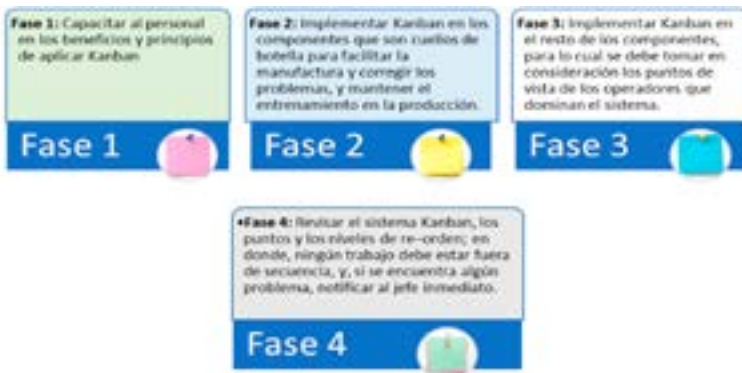 Fase 1: Capacitar al personal
en los beneficios y principios
de aplicar Kanban
Fase 1
Fase 2: Implementar Kanban en los
componentes que son cuellos de
botella para facilitar la
manufactura y corregir los
problemas, y mantener el
entrenamiento en la producción.
Fase 2
Fase 3: Implementar Kanban en
el resto de los componentes,
para lo cual se debe tomar en
consideración los puntos de
vista de los operadores que
dominan el sistema.
Fase 3
•Fase 4: Revisar el sistema Kanban, los
puntos y los niveles de re-orden; en
donde, ningún trabajo debe estar fuera
de secuencia, y, si se encuentra algún
problema, notificar al jefe inmediato.
Fase 4